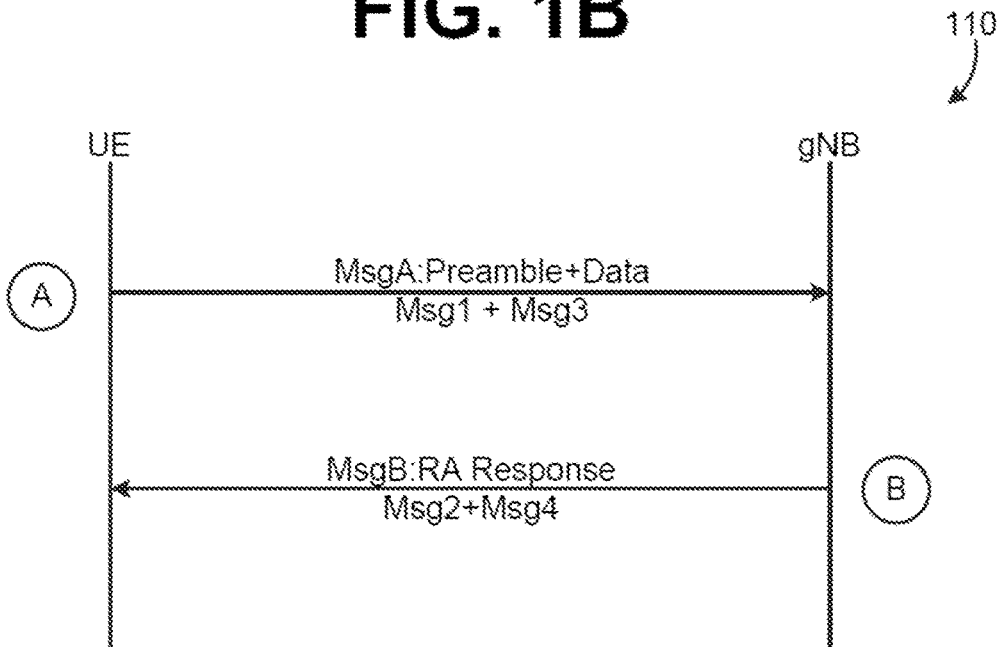 FIG. 1B
110
UE
gNB
MsgA:Preamble+Data
A
Msg1 + Msg3
MsgB:RA Response
B
Msg2+Msg4